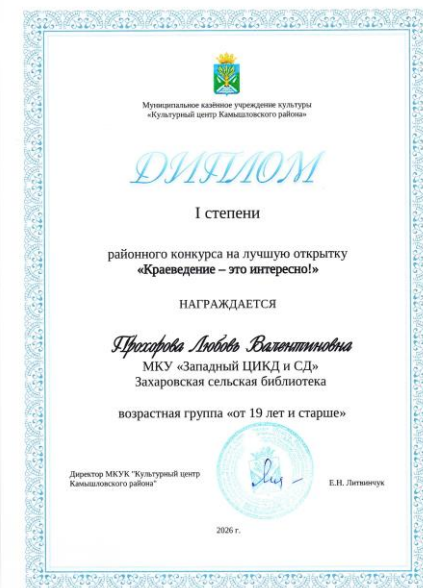 Муниципальное казённое учреждение культуры
«Культурный центр Камышловского района»
ДИПЛОМ
I степени
районного конкурса на лучшую открытку
«Краеведение – это интересно!»
НАГРАЖДАЕТСЯ
Прохорова Любовь Валентиновна
МКУ «Западный ЦИКД и СД»
Захаровская сельская библиотека
возрастная группа «от 19 лет и старше»
Директор МКУК "Культурный центр
Камышловского района"
Е.Н. Литвинчук
2026 г.